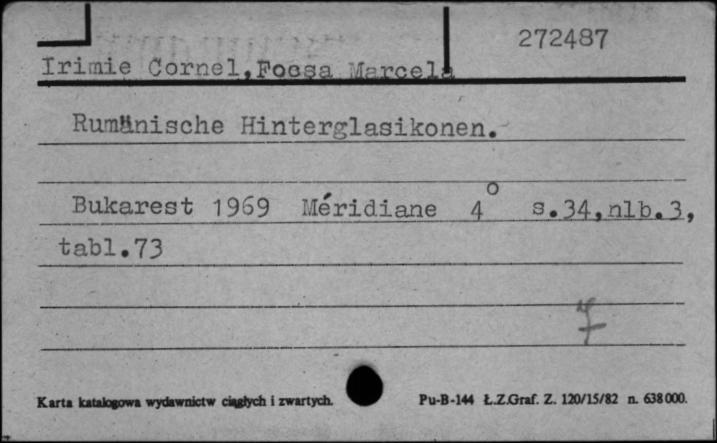 272487
Irimie Cornel,Focsa Marcela
Rumänische Hinterglasikonen.
Bukarest 1969 Méridiane 4° s.34,nlb.3,
tabl.73
Karta katalogowa wydawnictw ciągłych i zwartych. Pu-B-144 Ł.Z.Graf. Z. 120/15/82 n. 638000.